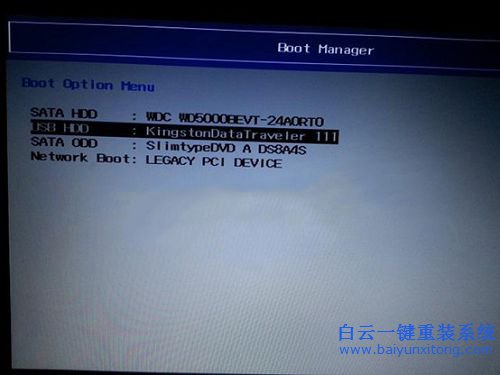 Boot Manager
Boot Option Menu
SATA HDD : WDC WD5000BEVT-24A0RT0
USB HDD : KingstonDataTraveler 111
SATA ODD : SlimtypeDVD A DS8A4S
Network Boot: LEGACY PCI DEVICE
白云一键重装系统
www.baiyunxitong.com